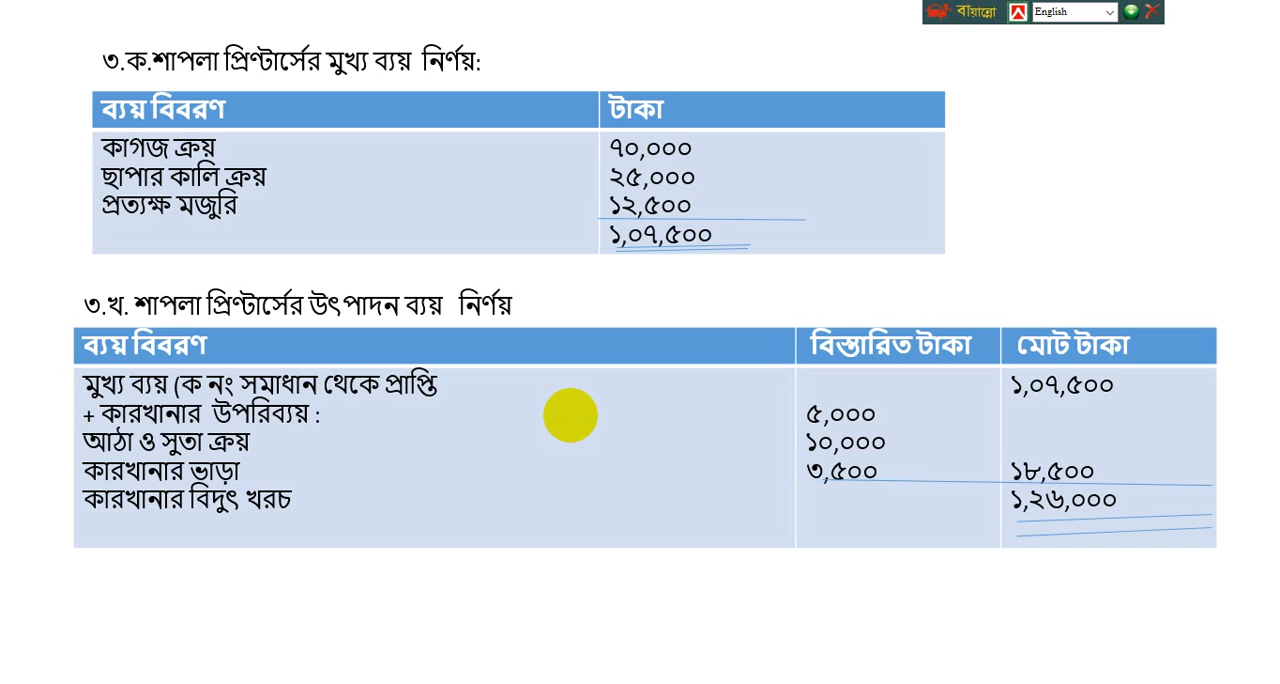 বায়ান্নো English
৩.ক.শাপলা প্রিণ্টার্সের মুখ্য ব্যয় নির্ণয়:
ব্যয় বিবরণ টাকা
কাগজ ক্রয় ৭০,০০০
ছাপার কালি ক্রয় ২৫,০০০
প্রত্যক্ষ মজুরি ১২,৫০০
১,০৭,৫০০
৩.খ. শাপলা প্রিণ্টার্সের উৎপাদন ব্যয় নির্ণয়
ব্যয় বিবরণ বিস্তারিত টাকা মোট টাকা
মুখ্য ব্যয় (ক নং সমাধান থেকে প্রাপ্তি ১,০৭,৫০০
+ কারখানার উপরিব্যয় : ৫,০০০
আঠা ও সুতা ক্রয় ১০,০০০
কারখানার ভাড়া ৩,৫০০ ১৮,৫০০
কারখানার বিদুৎ খরচ ১,২৬,০০০